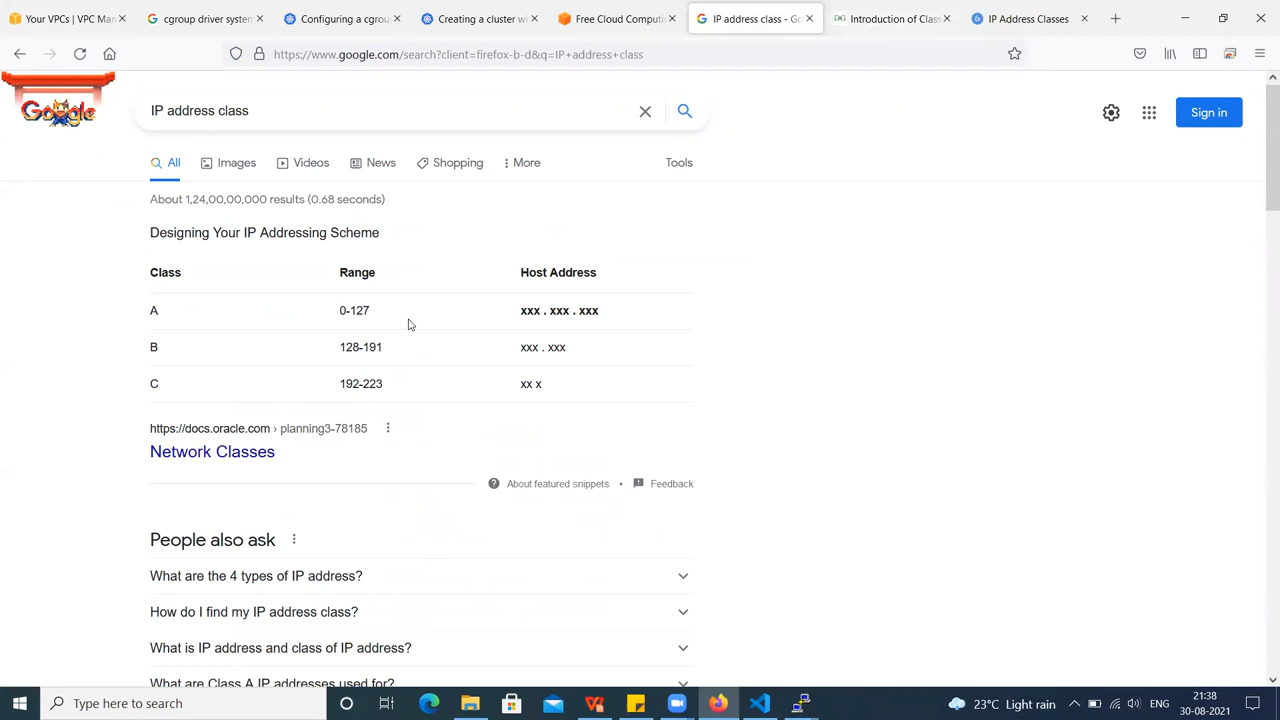 Your VPCs | VPC Man
cgroup driver system
Configuring a cgrou
Creating a cluster wi
Free Cloud Computi
IP address class - Go
Introduction of Class
IP Address Classes
https://www.google.com/search?client=firefox-b-d&q=IP+address+class
Google
IP address class
Sign in
All
Images
Videos
News
Shopping
More
Tools
About 1,24,00,00,000 results (0.68 seconds)
Designing Your IP Addressing Scheme
Class Range Host Address
A 0-127 xxx . xxx . xxx
B 128-191 xxx . xxx
C 192-223 xx x
https://docs.oracle.com › planning3-78185
Network Classes
About featured snippets • Feedback
People also ask
What are the 4 types of IP address?
How do I find my IP address class?
What is IP address and class of IP address?
What are Class A IP addresses used for?
Type here to search
23°C Light rain
ENG
21:38
30-08-2021